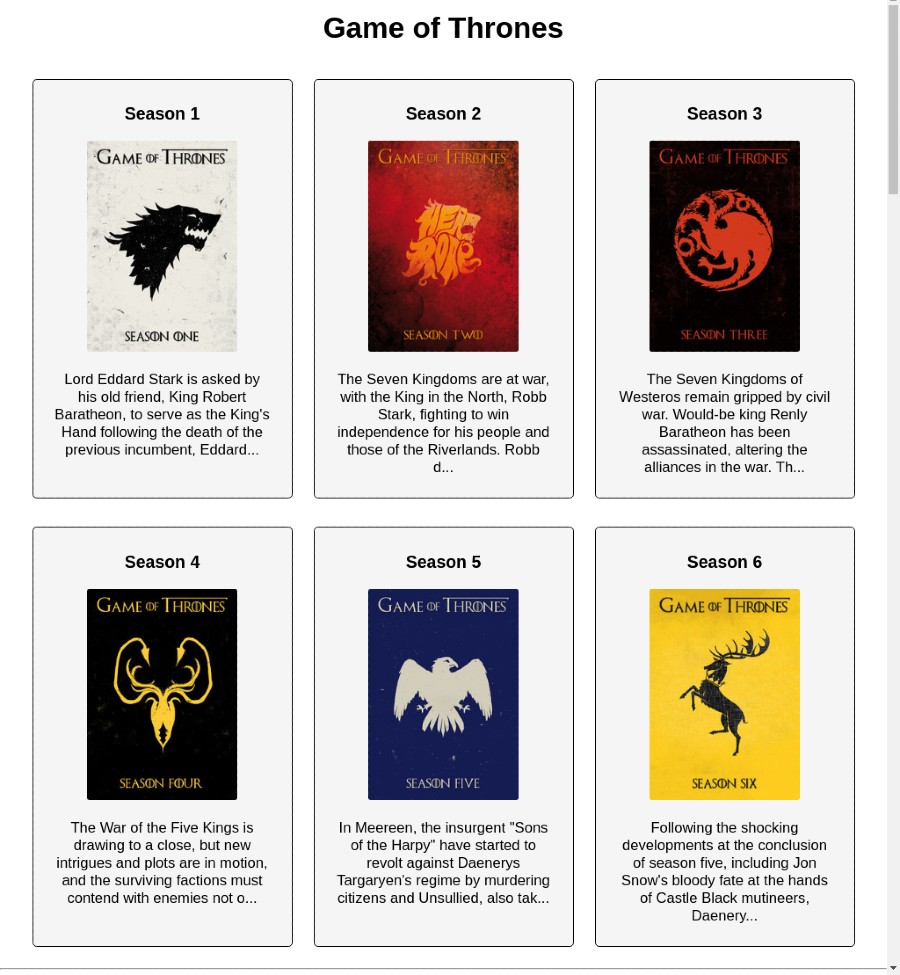 Game of Thrones
Season 1
GAME OF THRONES
SEASON ONE
Lord Eddard Stark is asked by
his old friend, King Robert
Baratheon, to serve as the King's
Hand following the death of the
previous incumbent, Eddard...
Season 2
GAME OF THRONES
HEAR
ROAR
SEASON TWO
The Seven Kingdoms are at war,
with the King in the North, Robb
Stark, fighting to win
independence for his people and
those of the Riverlands. Robb
d...
Season 3
GAME OF THRONES
SEASON THREE
The Seven Kingdoms of
Westeros remain gripped by civil
war. Would-be king Renly
Baratheon has been
assassinated, altering the
alliances in the war. Th...
Season 4
GAME OF THRONES
SEASON FOUR
The War of the Five Kings is
drawing to a close, but new
intrigues and plots are in motion,
and the surviving factions must
contend with enemies not o...
Season 5
GAME OF THRONES
SEASON FIVE
In Meereen, the insurgent "Sons
of the Harpy" have started to
revolt against Daenerys
Targaryen's regime by murdering
citizens and Unsullied, also tak...
Season 6
GAME OF THRONES
SEASON SIX
Following the shocking
developments at the conclusion
of season five, including Jon
Snow's bloody fate at the hands
of Castle Black mutineers,
Daenery...